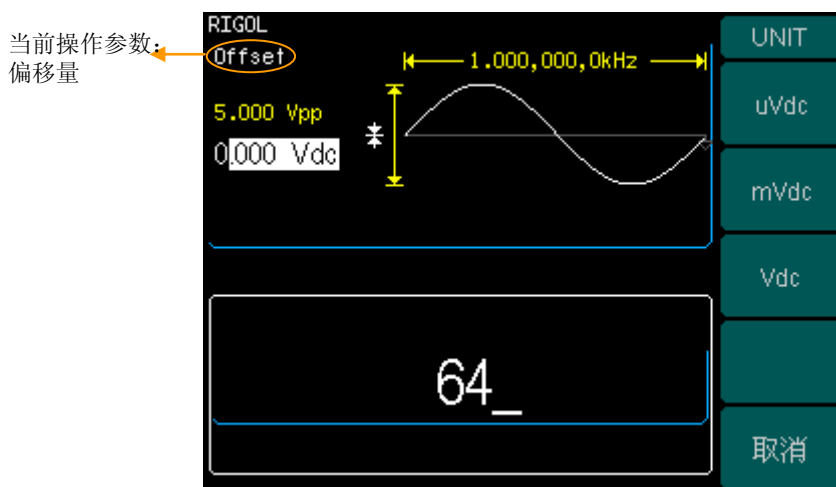 当前操作参数：
偏移量
RIGOL
Offset
1.000,000,0kHz
5.000 Vpp
0.000 Vdc
64_
UNIT
uVdc
mVdc
Vdc
取消